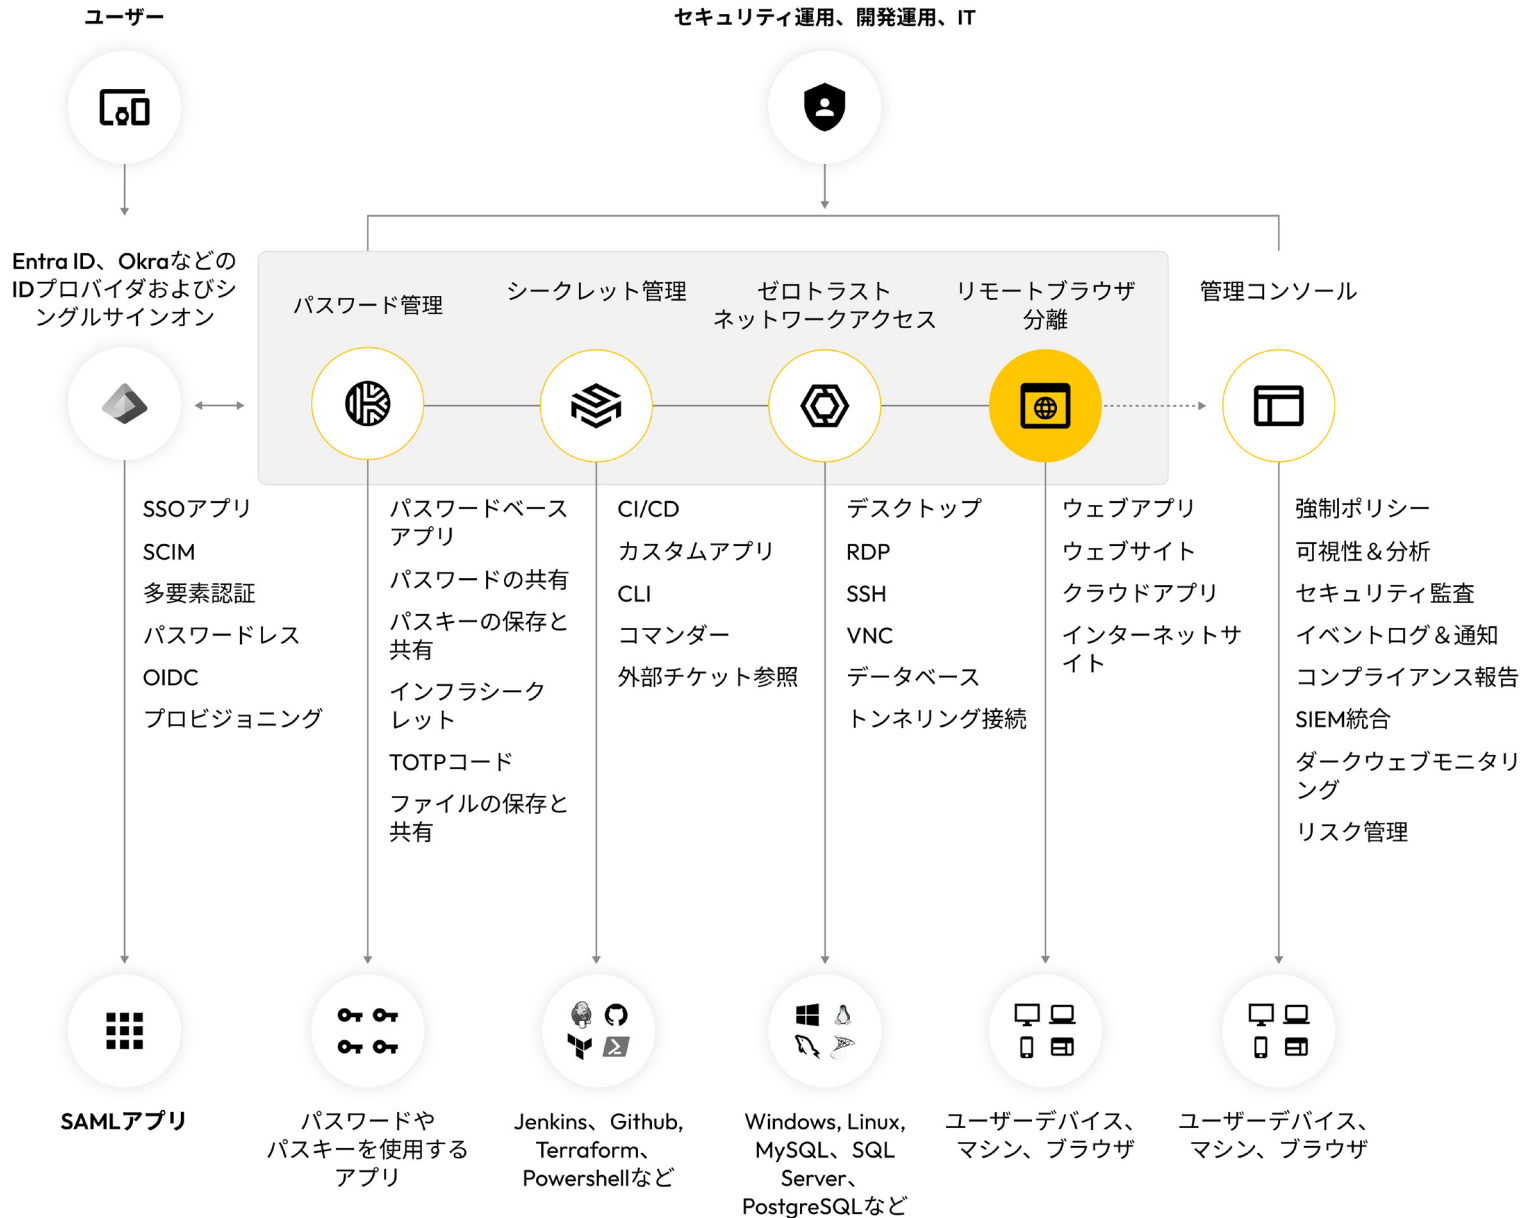 ユーザー
セキュリティ運用、開発運用、IT
Entra ID、Okraなどの
IDプロバイダおよびシ
ングルサインオン
パスワード管理
シークレット管理
ゼロトラスト
ネットワークアクセス
リモートブラウザ
分離
管理コンソール
SSOアプリ
SCIM
多要素認証
パスワードレス
OIDC
プロビジョニング
パスワードベース
アプリ
パスワードの共有
パスキーの保存と
共有
インフラシーク
レット
TOTPコード
ファイルの保存と
共有
CI/CD
カスタムアプリ
CLI
コマンダー
外部チケット参照
デスクトップ
RDP
SSH
VNC
データベース
トンネリング接続
ウェブアプリ
ウェブサイト
クラウドアプリ
インターネットサ
イト
強制ポリシー
可視性＆分析
セキュリティ監査
イベントログ＆通知
コンプライアンス報告
SIEM統合
ダークウェブモニタリ
ング
リスク管理
SAMLアプリ
パスワードや
パスキーを使用する
アプリ
Jenkins、Github,
Terraform、
Powershellなど
Windows, Linux,
MySQL、SQL
Server、
PostgreSQLなど
ユーザーデバイス、
マシン、ブラウザ
ユーザーデバイス、
マシン、ブラウザ